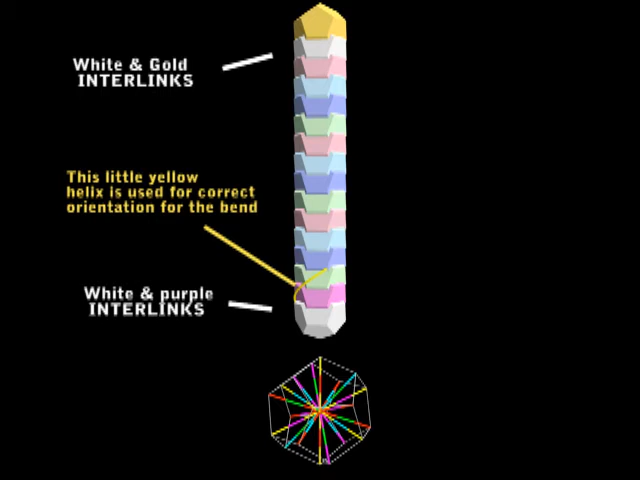 White & Gold
INTERLINKS
This little yellow
helix is used for correct
orientation for the bend
White & purple
INTERLINKS